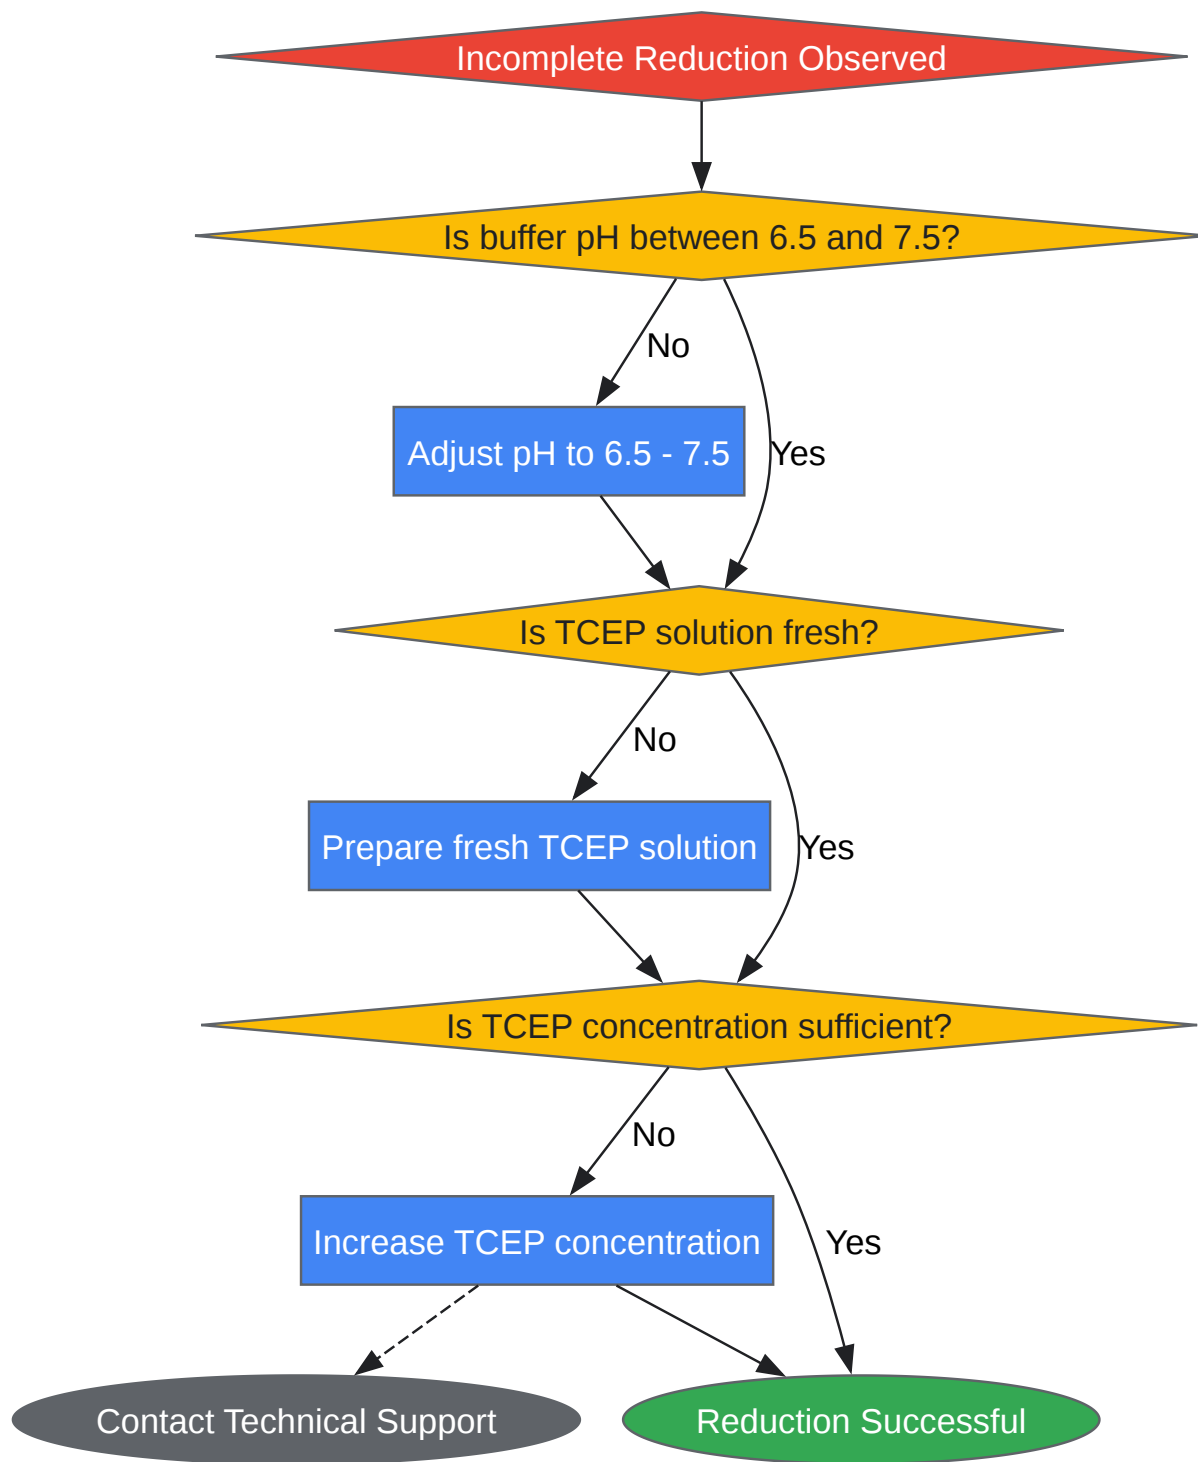 Incomplete Reduction Observed
Is buffer pH between 6.5 and 7.5?
No
Adjust pH to 6.5 - 7.5
Yes
Is TCEP solution fresh?
No
Prepare fresh TCEP solution
Yes
Is TCEP concentration sufficient?
No
Increase TCEP concentration
Yes
Contact Technical Support
Reduction Successful